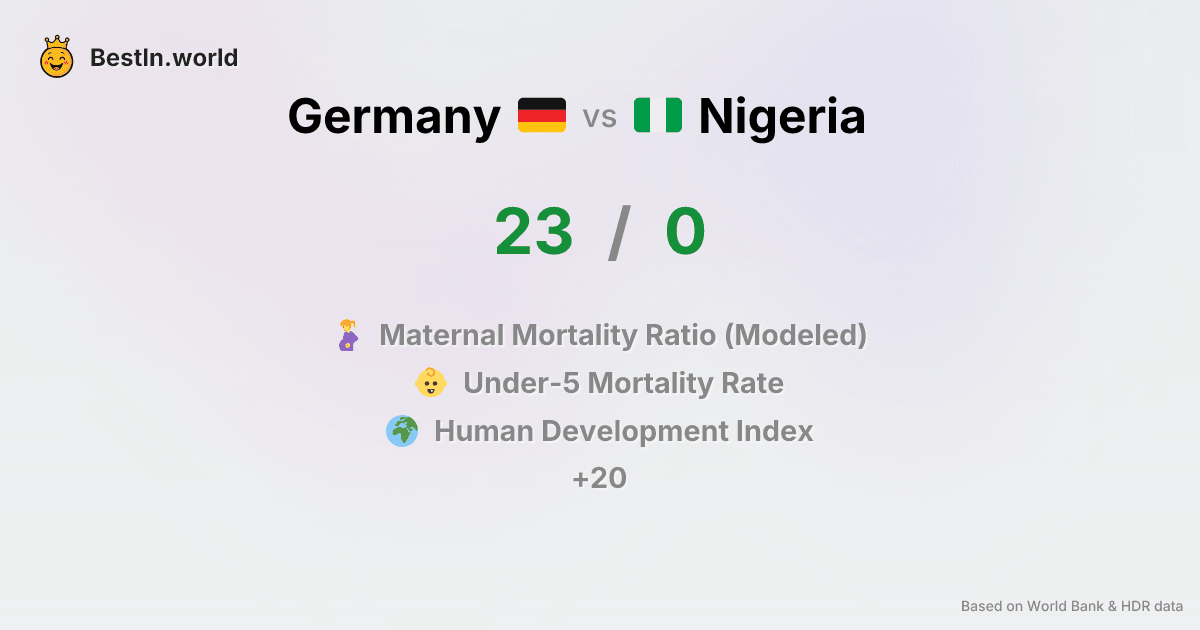 BestIn.world
Germany vs Nigeria
23 / 0
Maternal Mortality Ratio (Modeled)
Under-5 Mortality Rate
Human Development Index
+20
Based on World Bank & HDR data